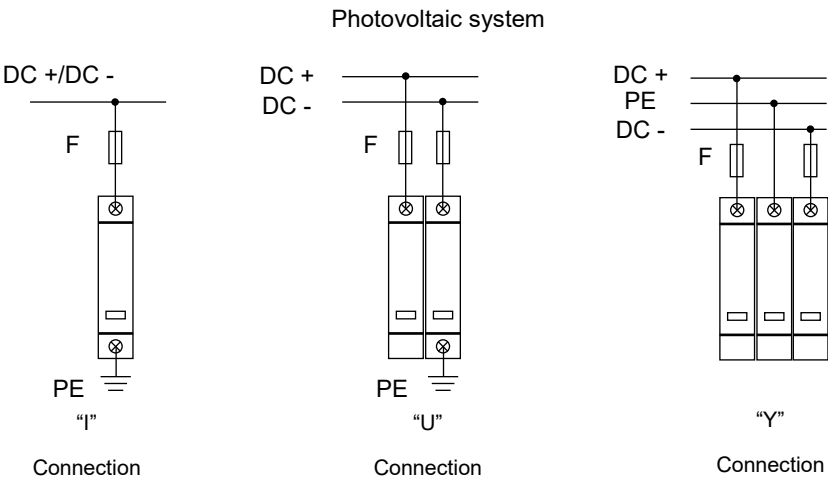 Photovoltaic system
DC +/DC -
F
PE
“I”
Connection
DC +
DC -
F
PE
“U”
Connection
DC +
PE
DC -
F
“Y”
Connection